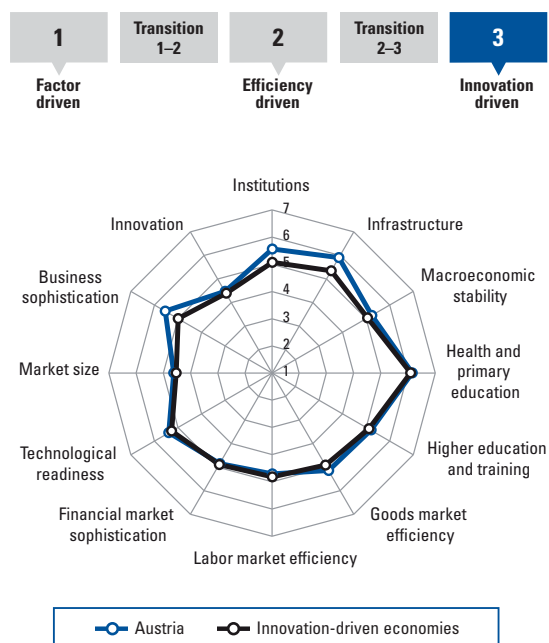 1
Transition
1–2
2
Transition
2–3
3
Factor
driven
Efficiency
driven
Innovation
driven
Institutions
Innovation
Infrastructure
Business
sophistication
Macroeconomic
stability
Market size
Health and
primary
education
Technological
readiness
Higher education
and training
Financial market
sophistication
Goods market
efficiency
Labor market efficiency
7
6
5
4
3
2
1
Austria
Innovation-driven economies